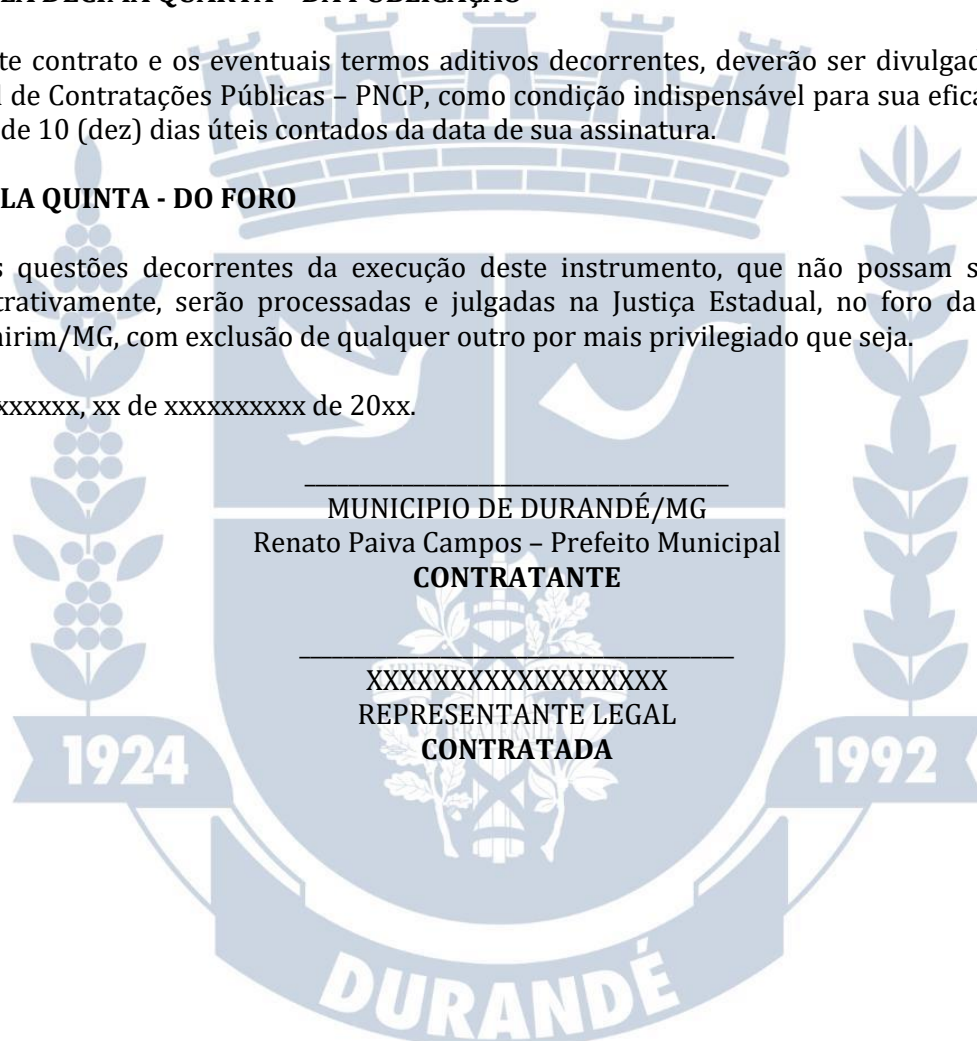 DA PUBLICAÇÃO
te contrato e os eventuais termos aditivos decorrentes, deverão ser divulgad
l de Contratações Públicas – PNCP, como condição indispensável para sua efic
de 10 (dez) dias úteis contados da data de sua assinatura.
LA QUINTA - DO FORO
s questões decorrentes da execução deste instrumento, que não possam s
trativamente, serão processadas e julgadas na Justiça Estadual, no foro da
irim/MG, com exclusão de qualquer outro por mais privilegiado que seja.
xxxxxx, xx de xxxxxxxxxx de 20xx.
MUNICIPIO DE DURANDÉ/MG
Renato Paiva Campos – Prefeito Municipal
CONTRATANTE
XXXXXXXXXXXXXXXXXX
REPRESENTANTE LEGAL
CONTRATADA
1924
1992
DURANDÉ